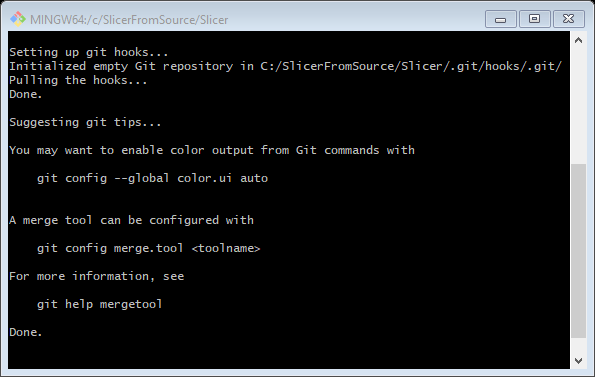 MINGW64:/c/SlicerFromSource/Slicer
Setting up git hooks...
Initialized empty Git repository in C:/SlicerFromSource/Slicer/.git/hooks/.git/
Pulling the hooks...
Done.
Suggesting git tips...
You may want to enable color output from Git commands with
git config --global color.ui auto
A merge tool can be configured with
git config merge.tool <toolname>
For more information, see
git help mergetool
Done.